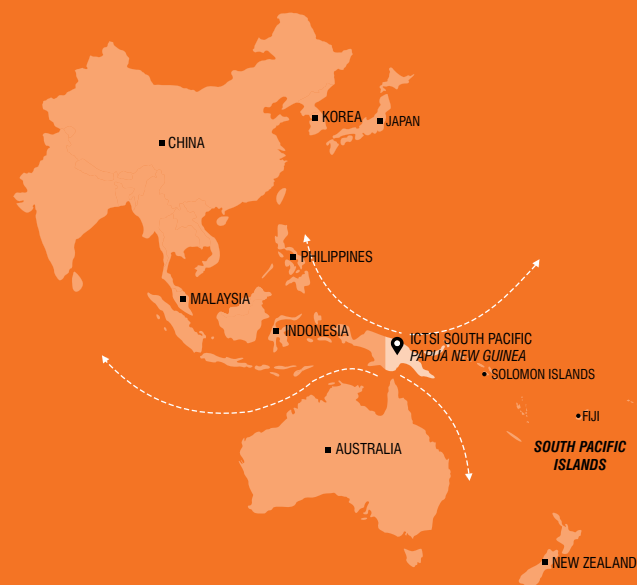 KOREA
JAPAN
CHINA
PHILIPPINES
MALAYSIA
INDONESIA
ICTSI SOUTH PACIFIC
PAPUA NEW GUINEA
SOLOMON ISLANDS
FIJI
SOUTH PACIFIC
ISLANDS
AUSTRALIA
NEW ZEALAND